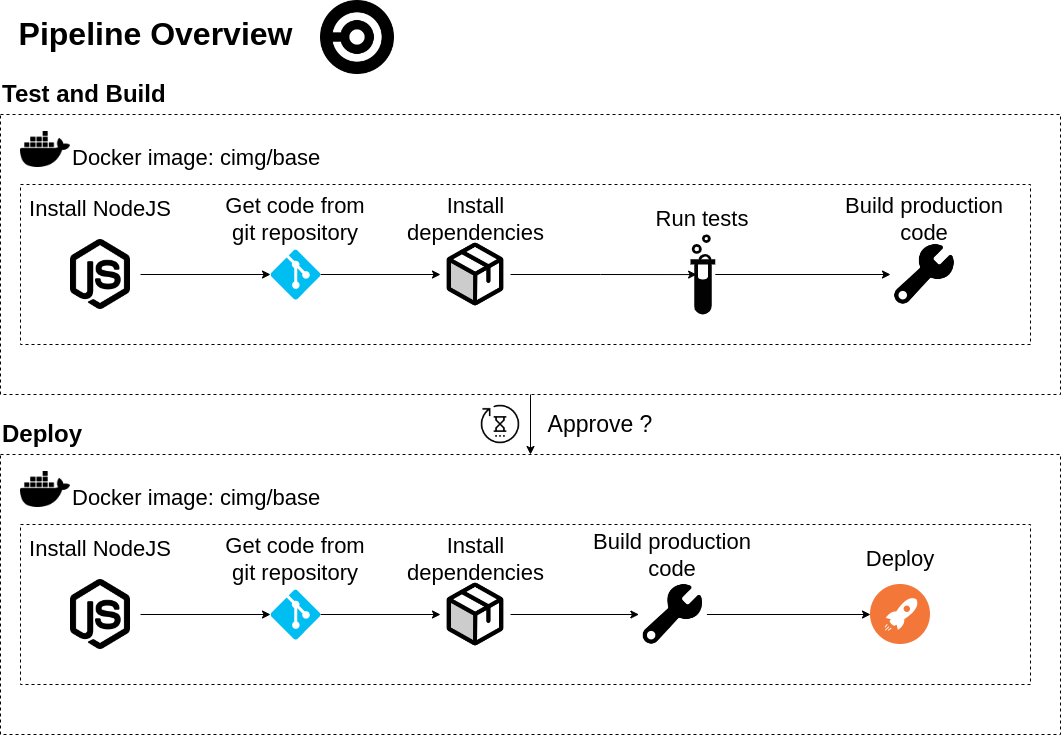 Pipeline Overview
Test and Build
Docker image: cimg/base
Install NodeJS
Get code from
git repository
Install
dependencies
Run tests
Build production
code
JS
Approve ?
Deploy
Docker image: cimg/base
Install NodeJS
Get code from
git repository
Install
dependencies
Build production
code
Deploy
JS